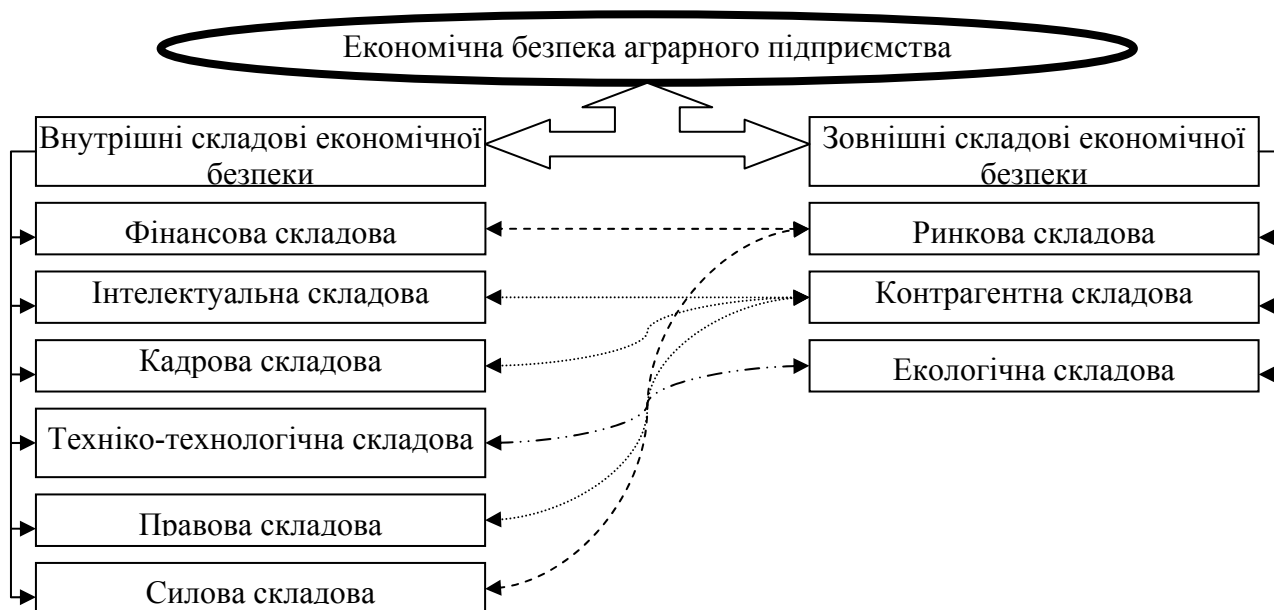 Економічна безпека аграрного підприємства
Внутрішні складові економічної
безпеки
Зовнішні складові економічної
безпеки
Фінансова складова
Ринкова складова
Інтелектуальна складова
Контрагентна складова
Кадрова складова
Екологічна складова
Техніко-технологічна складова
Правова складова
Силова складова